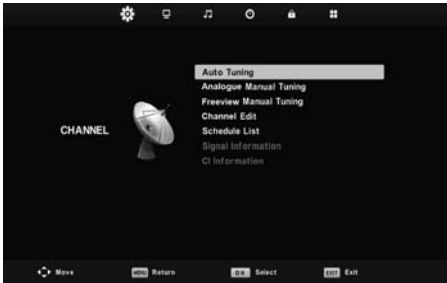 Auto Tuning
Analogue Manual Tuning
Freeview Manual Tuning
Channel Edit
CHANNEL
Schedule List
Signal Information
CI Information
Move MENU Return OK Select EXIT Exit